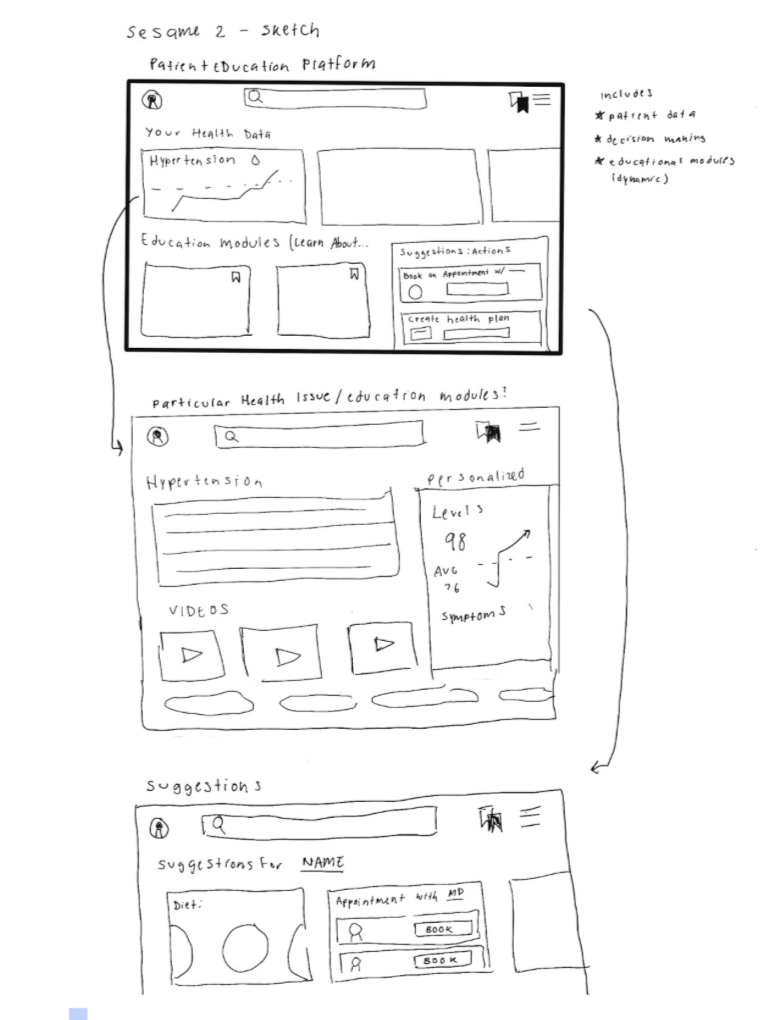 Sesame 2 - sketch
Patient EDucation Platform
includes
* patient data
* decision making
* educational modules
(dynamic)
Your Health Data
Hypertension
Education Modules (Learn About...
Suggestions: Actions
Book an Appointment w/
Create health plan
Particular Health Issue/education modules?
Hypertension
Personalized
Levels
98
AVG
76
symptoms
VIDEOS
Suggestions
Suggestions For NAME
Diet:
Appointment with MD
BOOK
BOOK